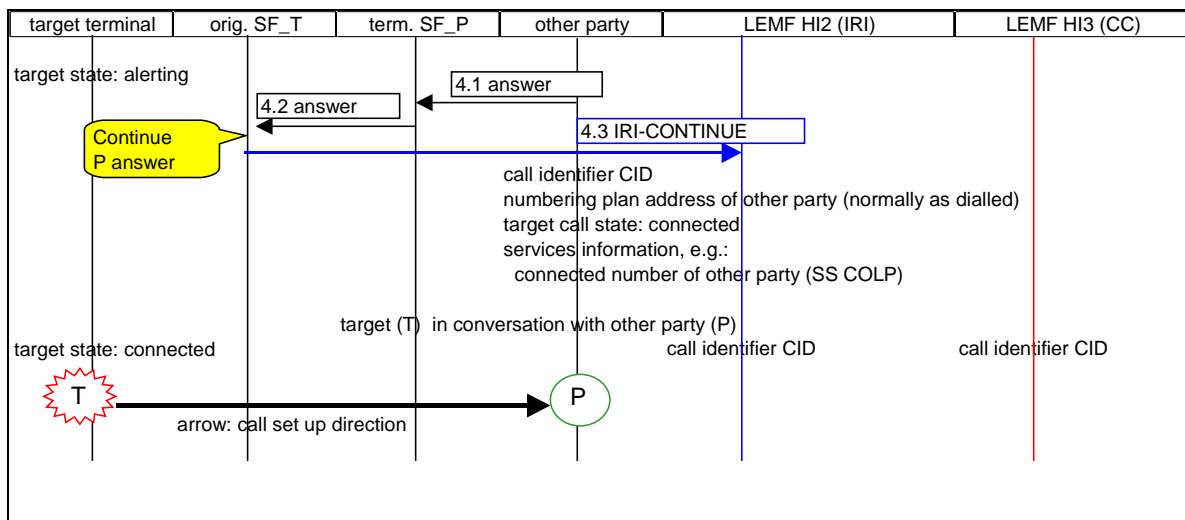 target terminal
orig. SF_T
term. SF_P
other party
LEMF HI2 (IRI)
LEMF HI3 (CC)
target state: alerting
4.1 answer
4.2 answer
4.3 IRI-CONTINUE
Continue
P answer
call identifier CID
numbering plan address of other party (normally as dialled)
target call state: connected
services information, e.g.:
connected number of other party (SS COLP)
target (T)  in conversation with other party (P)
target state: connected
call identifier CID
call identifier CID
T
P
arrow: call set up direction